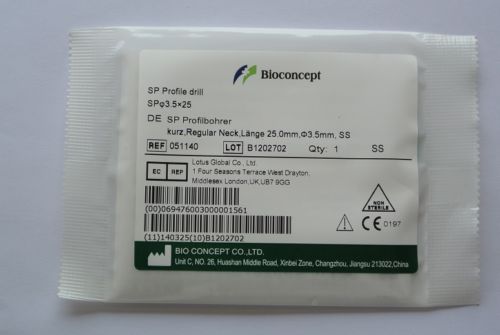 Bioconcept
SP Profile drill
SPφ3.5×25
DE SP Profilbohrer
kurz,Regular Neck,Länge 25.0mm,Φ3.5mm, SS
REF 051140 LOT B1202702 Qty: 1 SS
Lotus Global Co., Ltd.
EC REP 1 Four Seasons Terrace West Drayton,
Middlesex London,UK,UB7 9GG
(00)069476003000001561
NON STERILE
CE 0197
(11)140325(10)B1202702
BIO CONCEPT CO.,LTD.
Unit C, NO. 26, Huashan Middle Road, Xinbei Zone, Changzhou, Jiangsu 213022,China